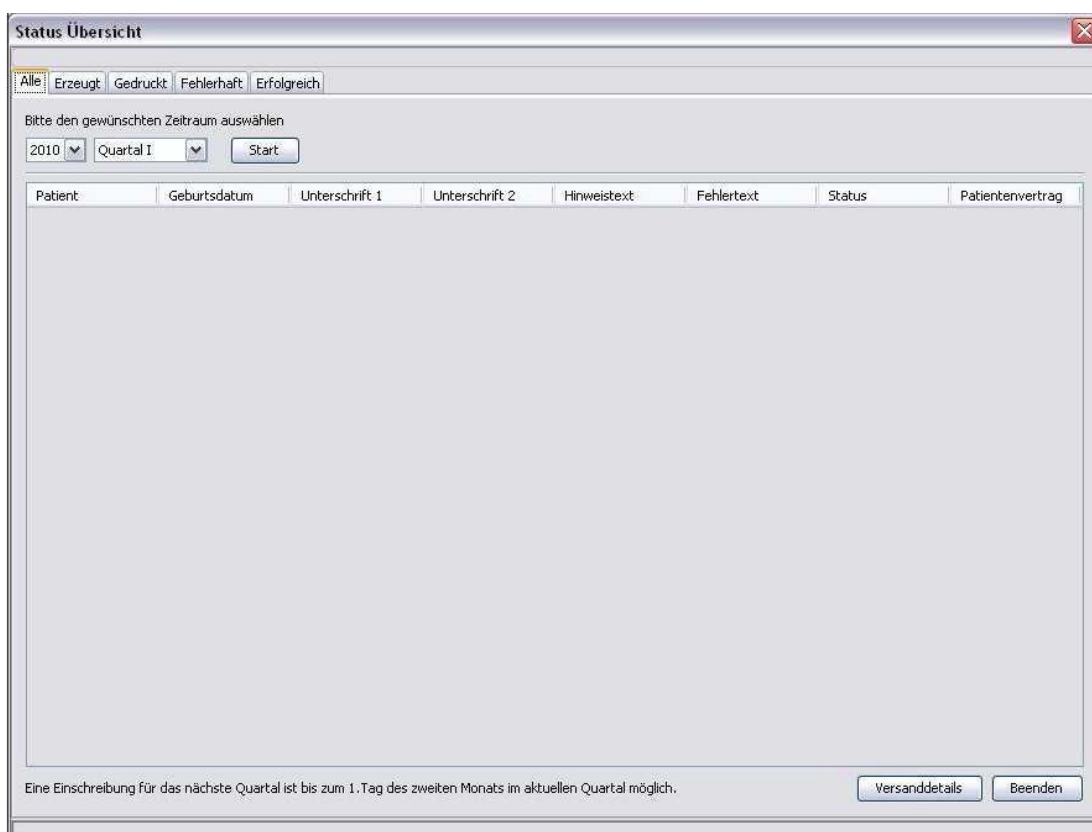 Status Übersicht
Alle Erzeugt Gedruckt Fehlerhaft Erfolgreich
Bitte den gewünschten Zeitraum auswählen
2010 Quartal I Start
Patient Geburtsdatum Unterschrift 1 Unterschrift 2 Hinweistext Fehlertext Status Patientenvertrag
Eine Einschreibung für das nächste Quartal ist bis zum 1.Tag des zweiten Monats im aktuellen Quartal möglich. Versanddetails Beenden